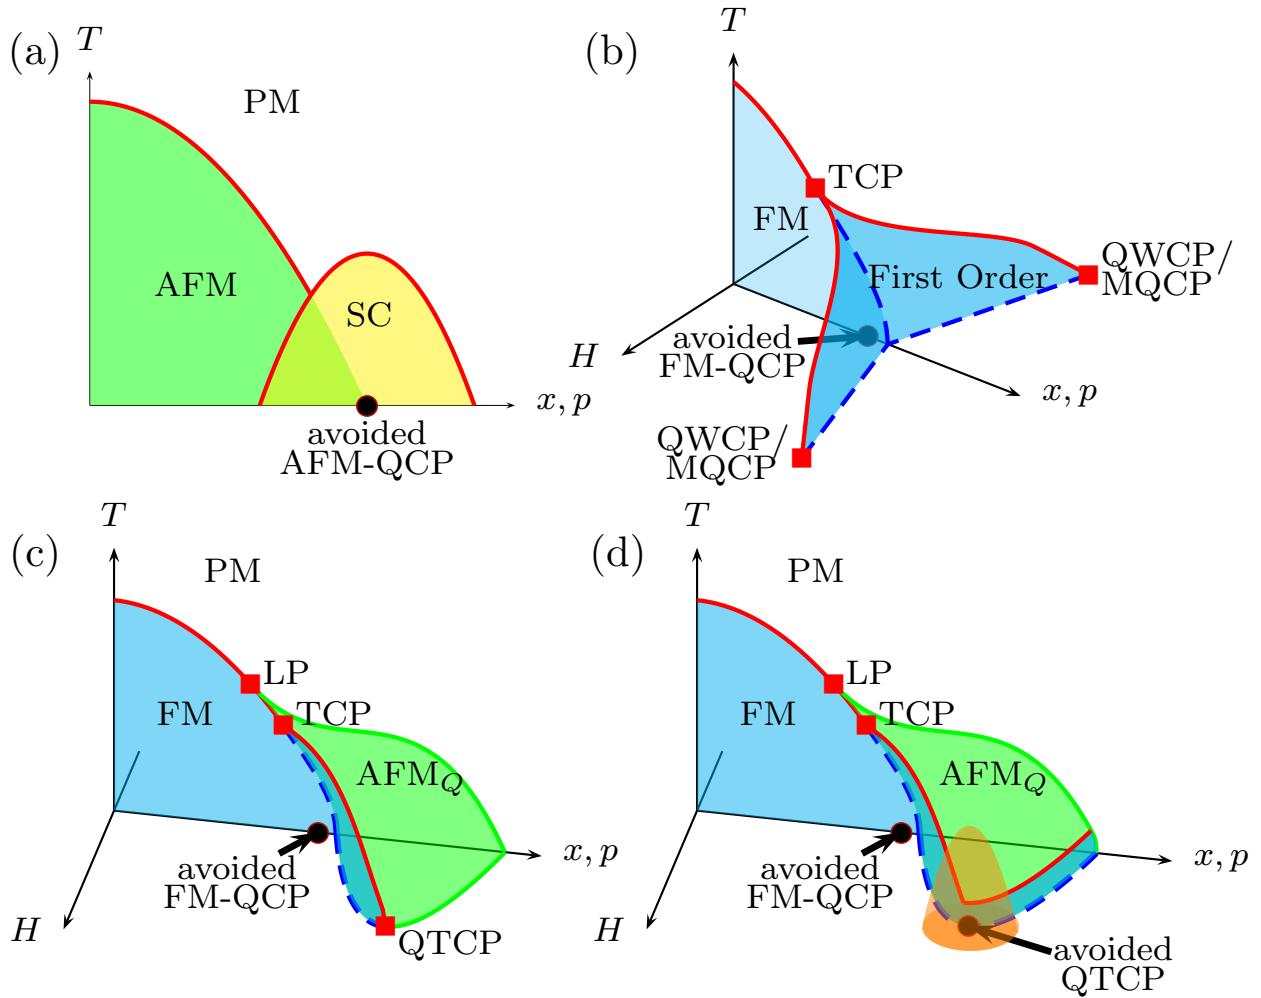 (a)
T
PM
AFM
SC
x, p
avoided
AFM-QCP
(b)
T
TCP
FM
First Order
QWCP/
MQCP
avoided
FM-QCP
H
x, p
QWCP/
MQCP
(c)
T
PM
LP
FM
TCP
AFM_Q
x, p
avoided
FM-QCP
H
QTCP
(d)
T
PM
LP
FM
TCP
AFM_Q
x, p
avoided
FM-QCP
H
avoided
QTCP